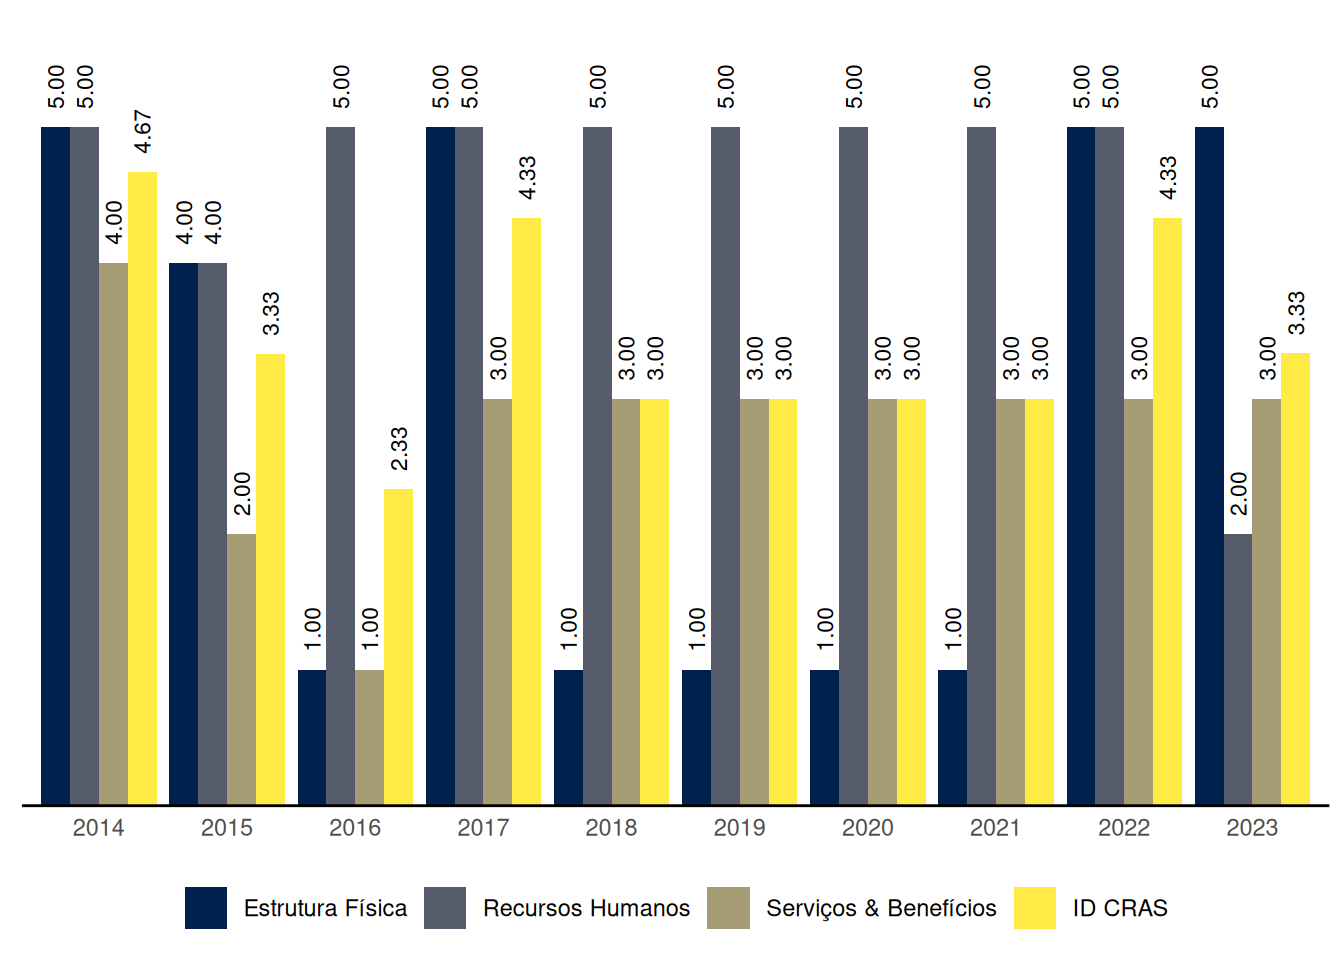 5.00 5.00 4.00 4.67 4.00 4.00 2.00 3.33 1.00 5.00 1.00 2.33 5.00 5.00 3.00 4.33 1.00 5.00 3.00 3.00 1.00 5.00 3.00 3.00 1.00 5.00 3.00 3.00 1.00 5.00 3.00 3.00 5.00 5.00 3.00 4.33 5.00 2.00 3.00 3.33
2014 2015 2016 2017 2018 2019 2020 2021 2022 2023
Estrutura Física Recursos Humanos Serviços & Benefícios ID CRAS